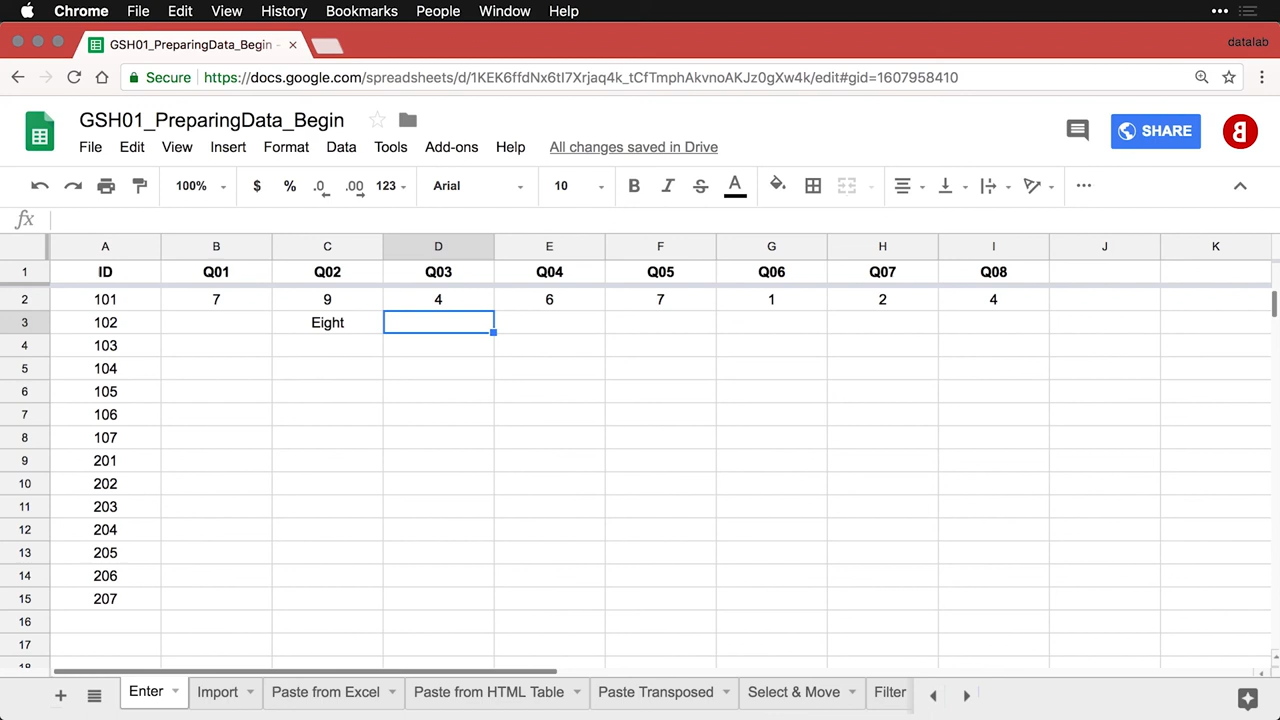 Chrome File Edit View History Bookmarks People Window Help
GSH01_PreparingData_Begin - datalab
Secure https://docs.google.com/spreadsheets/d/1KEK6ffdNx6tI7Xrjaq4k_tCfTmphAkvnoAKJz0gXw4k/edit#gid=1607958410
GSH01_PreparingData_Begin
File Edit View Insert Format Data Tools Add-ons Help All changes saved in Drive
SHARE
100% $ % .0 .00 123 Arial 10 B I S A
fx
A B C D E F G H I J K
1 ID Q01 Q02 Q03 Q04 Q05 Q06 Q07 Q08
2 101 7 9 4 6 7 1 2 4
3 102 Eight
4 103
5 104
6 105
7 106
8 107
9 201
10 202
11 203
12 204
13 205
14 206
15 207
16
17
18
Enter Import Paste from Excel Paste from HTML Table Paste Transposed Select & Move Filter